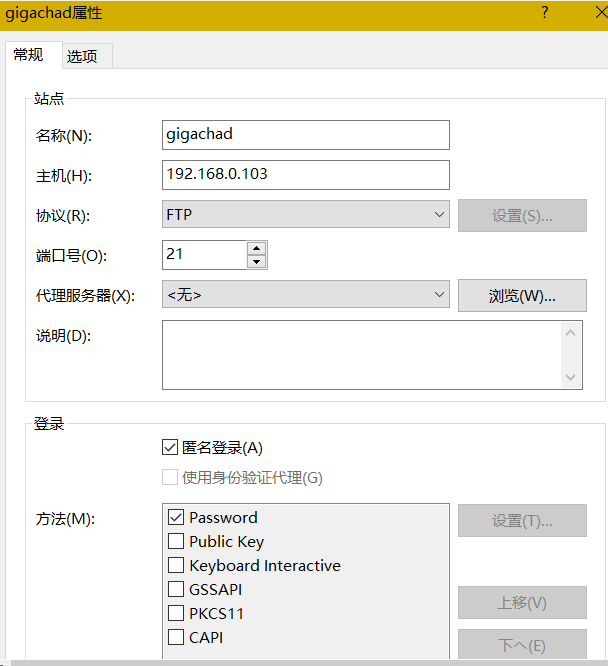 gigachad属性
?
常规 选项
站点
名称(N): gigachad
主机(H): 192.168.0.103
协议(R): FTP 设置(S)...
端口号(O): 21
代理服务器(X): <无> 浏览(W)...
说明(D):
登录
匿名登录(A)
使用身份验证代理(G)
方法(M): Password 设置(T)...
Public Key
Keyboard Interactive
GSSAPI
上移(V)
PKCS11
CAPI
(E)